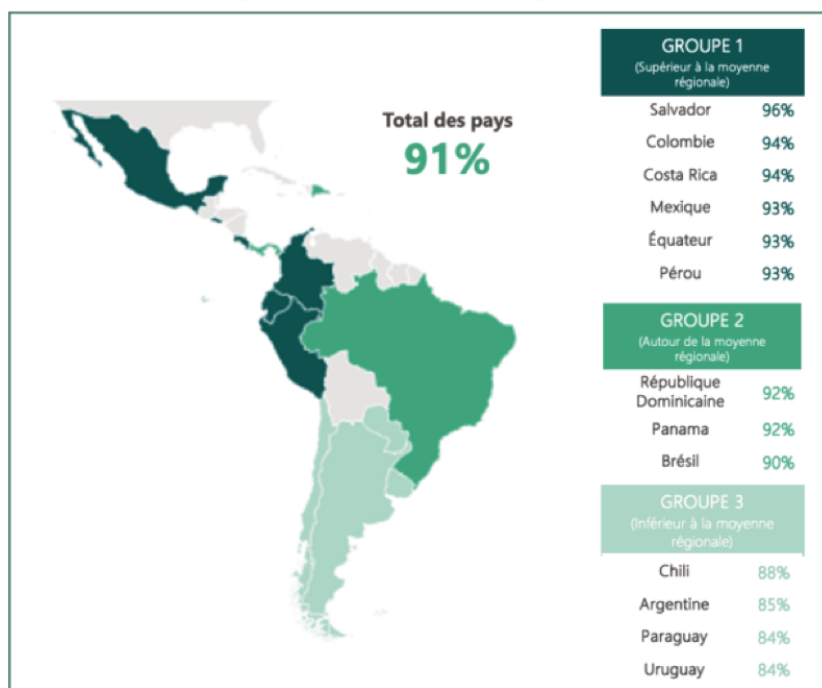 Total des pays
91%
GROUPE 1
(Supérieur à la moyenne
régionale)
Salvador 96%
Colombie 94%
Costa Rica 94%
Mexique 93%
Équateur 93%
Pérou 93%
GROUPE 2
(Autour de la moyenne
régionale)
République
Dominicaine 92%
Panama 92%
Brésil 90%
GROUPE 3
(Inférieur à la moyenne
régionale)
Chili 88%
Argentine 85%
Paraguay 84%
Uruguay 84%